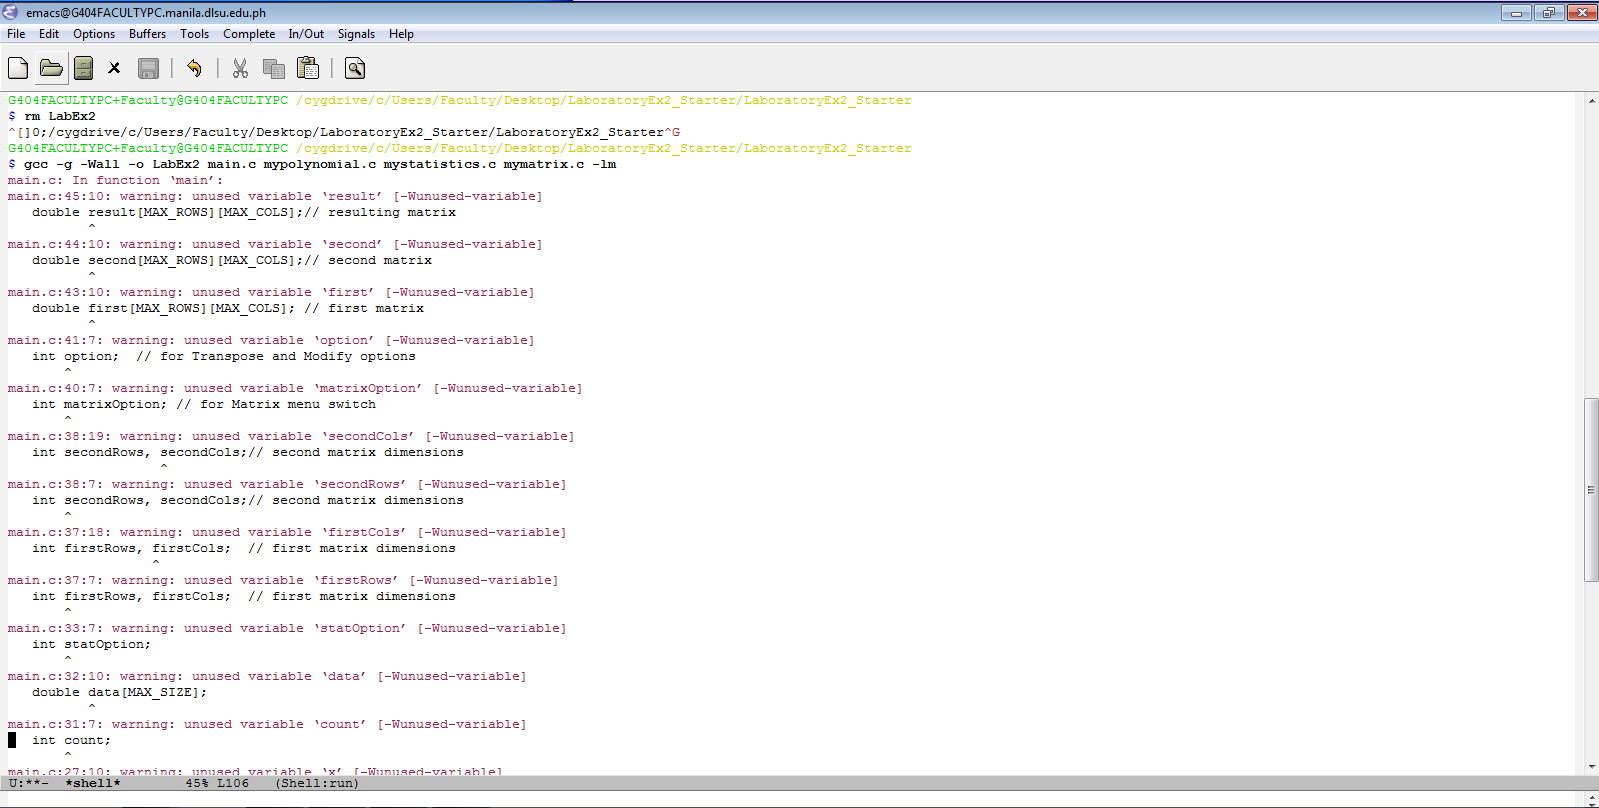 emacs@G404FACULTYPC.manila.dlsu.edu.ph
File Edit Options Buffers Tools Complete In/Out Signals Help
G404FACULTYPC+Faculty@G404FACULTYPC /cygdrive/c/Users/Faculty/Desktop/LaboratoryEx2_Starter/LaboratoryEx2_Starter
$ rm LabEx2
^[]0;/cygdrive/c/Users/Faculty/Desktop/LaboratoryEx2_Starter/LaboratoryEx2_Starter^G
G404FACULTYPC+Faculty@G404FACULTYPC /cygdrive/c/Users/Faculty/Desktop/LaboratoryEx2_Starter/LaboratoryEx2_Starter
$ gcc -g -Wall -o LabEx2 main.c mypolynomial.c mystatistics.c mymatrix.c -lm
main.c: In function ‘main’:
main.c:45:10: warning: unused variable ‘result’ [-Wunused-variable]
   double result[MAX_ROWS][MAX_COLS];// resulting matrix
          ^
main.c:44:10: warning: unused variable ‘second’ [-Wunused-variable]
   double second[MAX_ROWS][MAX_COLS];// second matrix
          ^
main.c:43:10: warning: unused variable ‘first’ [-Wunused-variable]
   double first[MAX_ROWS][MAX_COLS]; // first matrix
          ^
main.c:41:7: warning: unused variable ‘option’ [-Wunused-variable]
   int option;  // for Transpose and Modify options
       ^
main.c:40:7: warning: unused variable ‘matrixOption’ [-Wunused-variable]
   int matrixOption; // for Matrix menu switch
       ^
main.c:38:19: warning: unused variable ‘secondCols’ [-Wunused-variable]
   int secondRows, secondCols;// second matrix dimensions
                   ^
main.c:38:7: warning: unused variable ‘secondRows’ [-Wunused-variable]
   int secondRows, secondCols;// second matrix dimensions
       ^
main.c:37:18: warning: unused variable ‘firstCols’ [-Wunused-variable]
   int firstRows, firstCols;  // first matrix dimensions
                  ^
main.c:37:7: warning: unused variable ‘firstRows’ [-Wunused-variable]
   int firstRows, firstCols;  // first matrix dimensions
       ^
main.c:33:7: warning: unused variable ‘statOption’ [-Wunused-variable]
   int statOption;
       ^
main.c:32:10: warning: unused variable ‘data’ [-Wunused-variable]
   double data[MAX_SIZE];
          ^
main.c:31:7: warning: unused variable ‘count’ [-Wunused-variable]
   int count;
       ^
main.c:27:10: warning: unused variable ‘x’ [-Wunused-variable]
U:**-  *shell*        45% L106   (Shell:run)